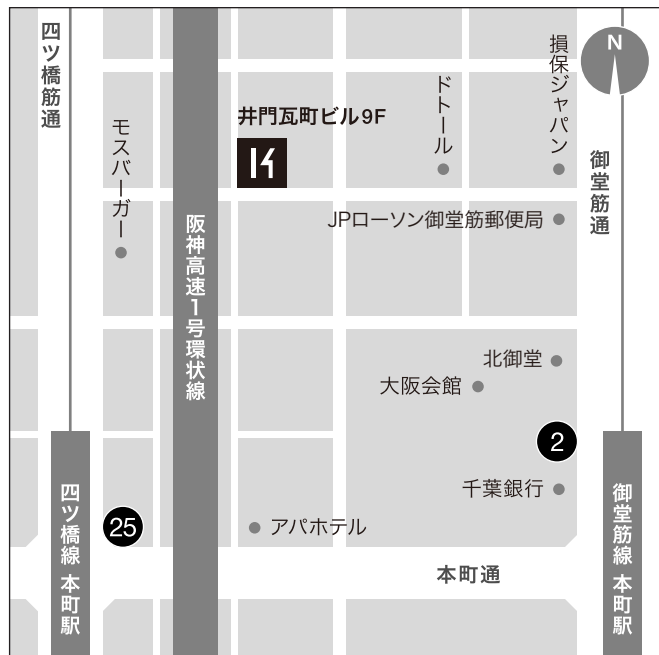 四ツ橋筋通
モスバーガー
阪神高速1号環状線
井門瓦町ビル9F
ドトール
損保ジャパン
N
御堂筋通
JPローソン御堂筋郵便局
北御堂
大阪会館
2
千葉銀行
25
アパホテル
本町通
四ツ橋線 本町駅
御堂筋線 本町駅